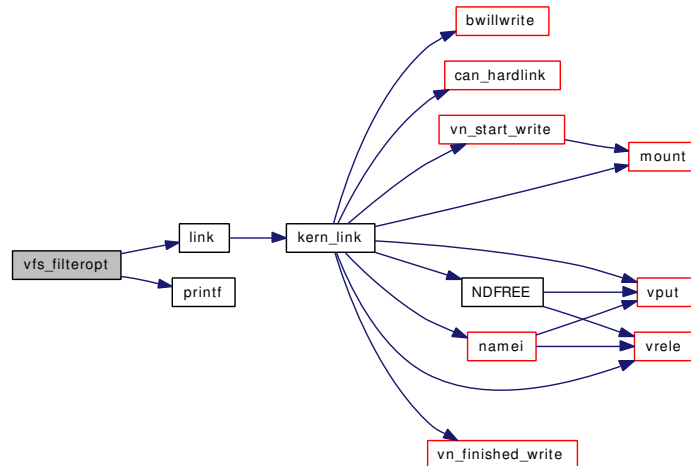 bwillwrite
can_hardlink
vn_start_write
mount
link
kern_link
vfs_filteropt
printf
NDFREE
vput
namei
vrele
vn_finished_write